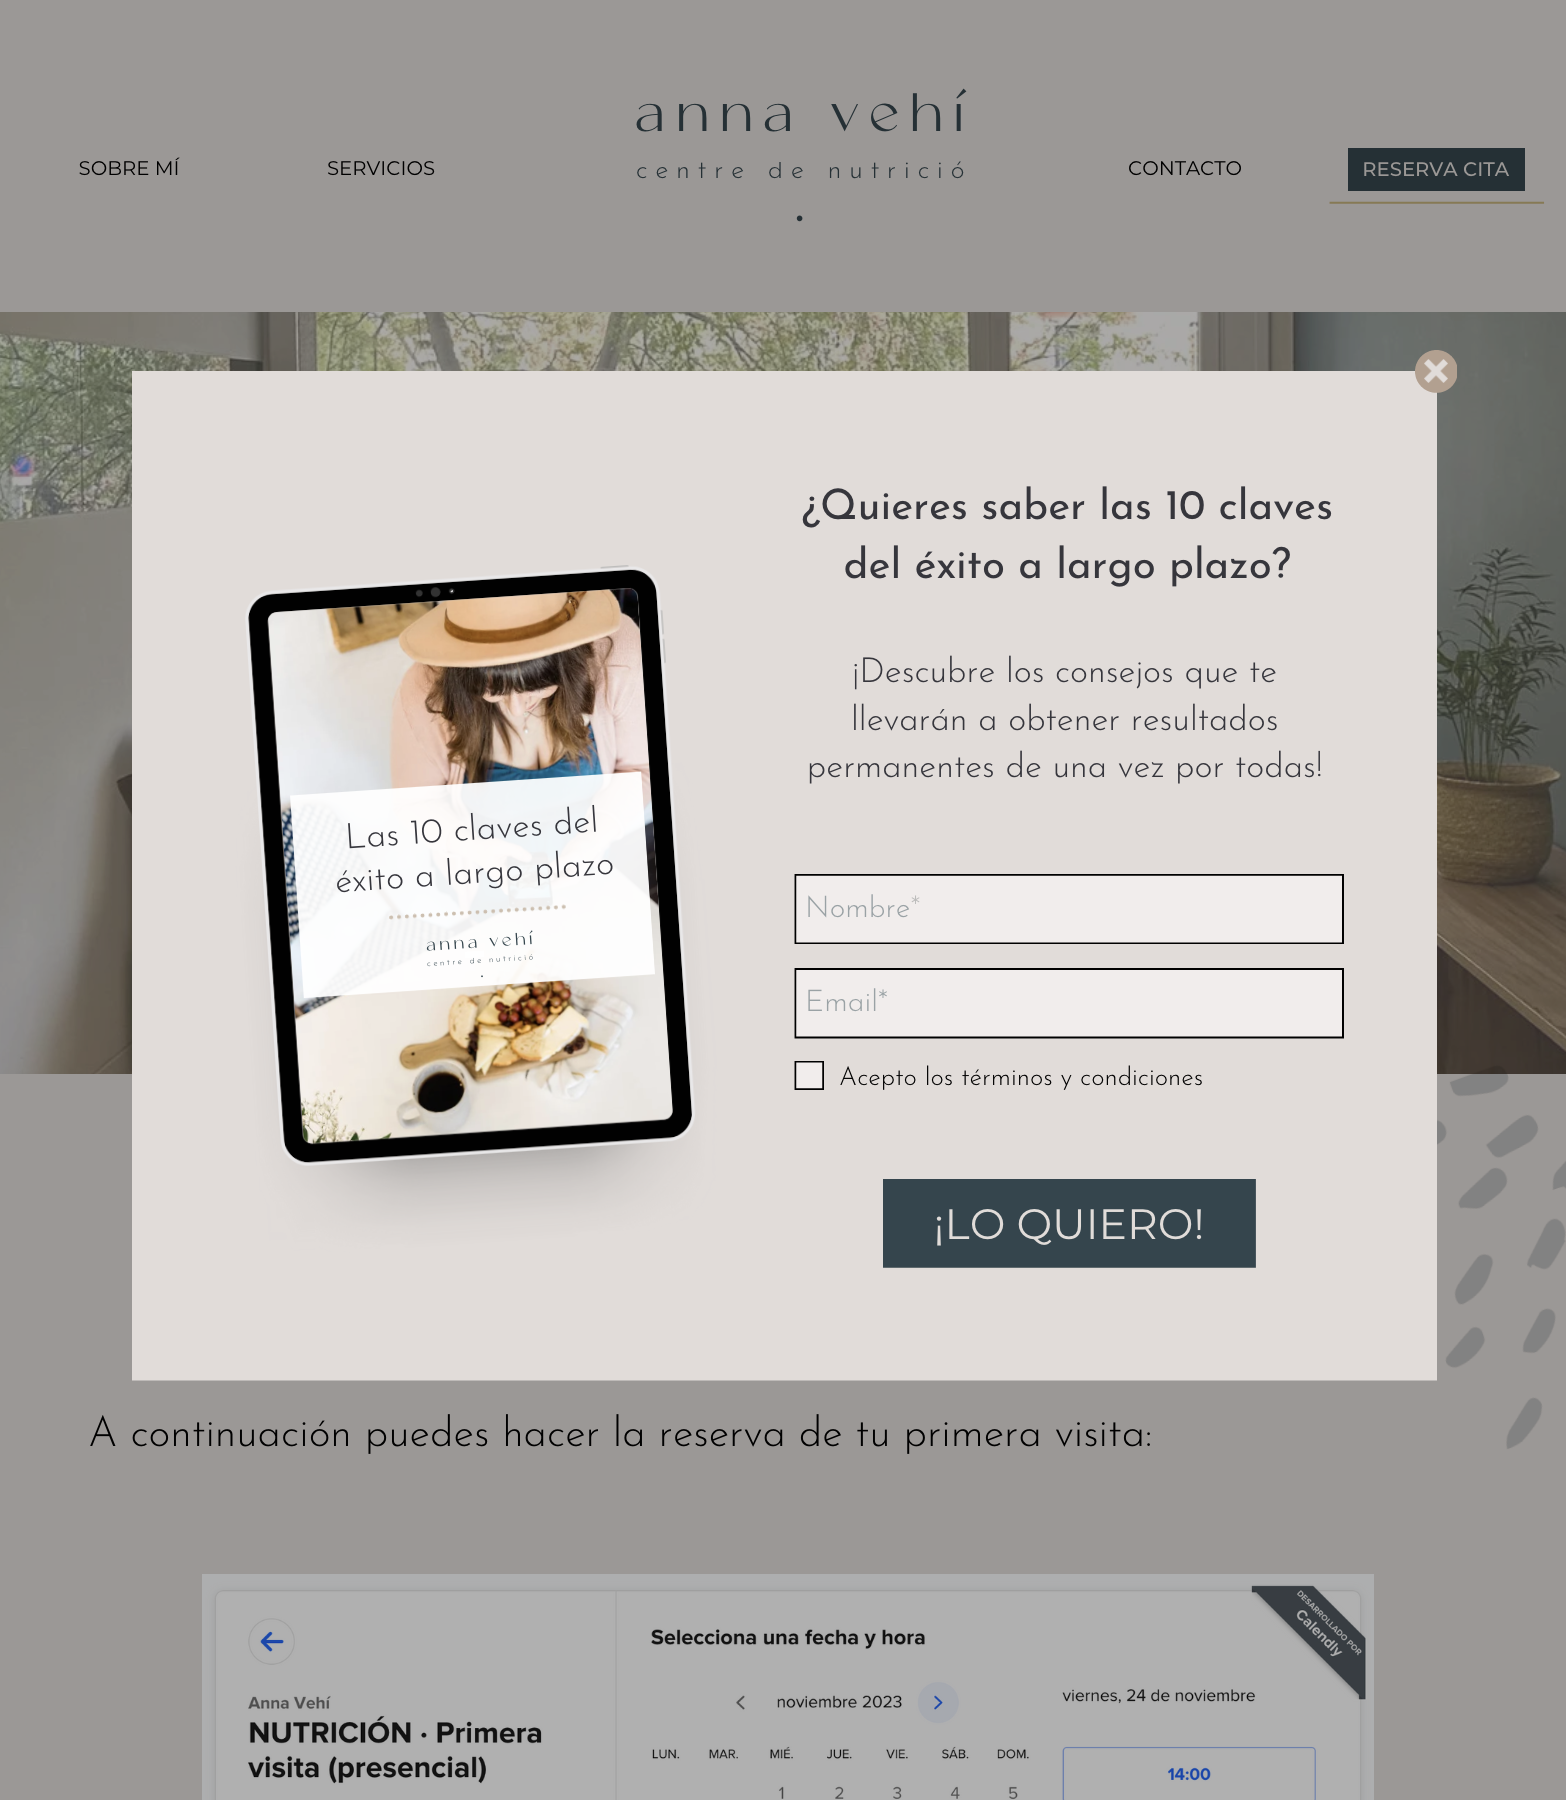 anna vehí
centre de nutrició
SOBRE MÍ
SERVICIOS
CONTACTO
RESERVA CITA
¿Quieres saber las 10 claves
del éxito a largo plazo?
¡Descubre los consejos que te
llevarán a obtener resultados
permanentes de una vez por todas!
Las 10 claves del
éxito a largo plazo
anna vehí
centre de nutrició
Nombre*
Email*
Acepto los términos y condiciones
¡LO QUIERO!
A continuación puedes hacer la reserva de tu primera visita:
DESARROLLADO POR
Calendly
Anna Vehí
NUTRICIÓN · Primera
visita (presencial)
Selecciona una fecha y hora
noviembre 2023
LUN. MAR. MIÉ. JUE. VIE. SÁB. DOM.
1 2 3 4 5
viernes, 24 de noviembre
14:00